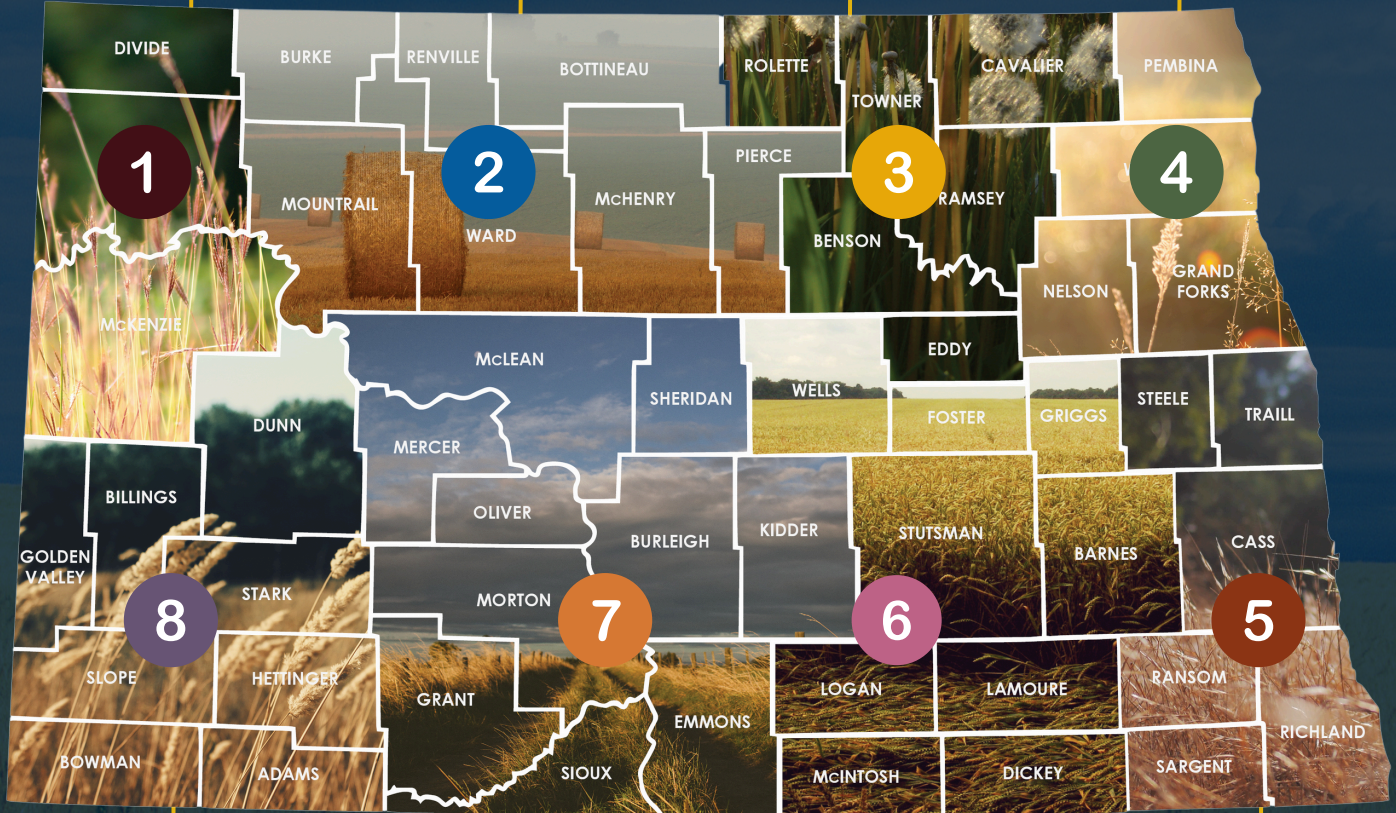 DIVIDE
BURKE
RENVILLE
BOTTINEAU
ROLETTE
TOWNER
CAVALIER
PEMBINA
1
2
3
4
MOUNTRAIL
WARD
McHENRY
PIERCE
BENSON
RAMSEY
NELSON
GRAND
FORKS
McKENZIE
McLEAN
SHERIDAN
WELLS
EDDY
FOSTER
GRIGGS
STEELE
TRAILL
DUNN
MERCER
OLIVER
BILLINGS
GOLDEN
VALLEY
STARK
BURLEIGH
KIDDER
STUTSMAN
BARNES
CASS
MORTON
8
7
6
5
SLOPE
HETTINGER
GRANT
EMMONS
LOGAN
LAMOURE
RANSOM
RICHLAND
BOWMAN
ADAMS
SIOUX
McINTOSH
DICKEY
SARGENT